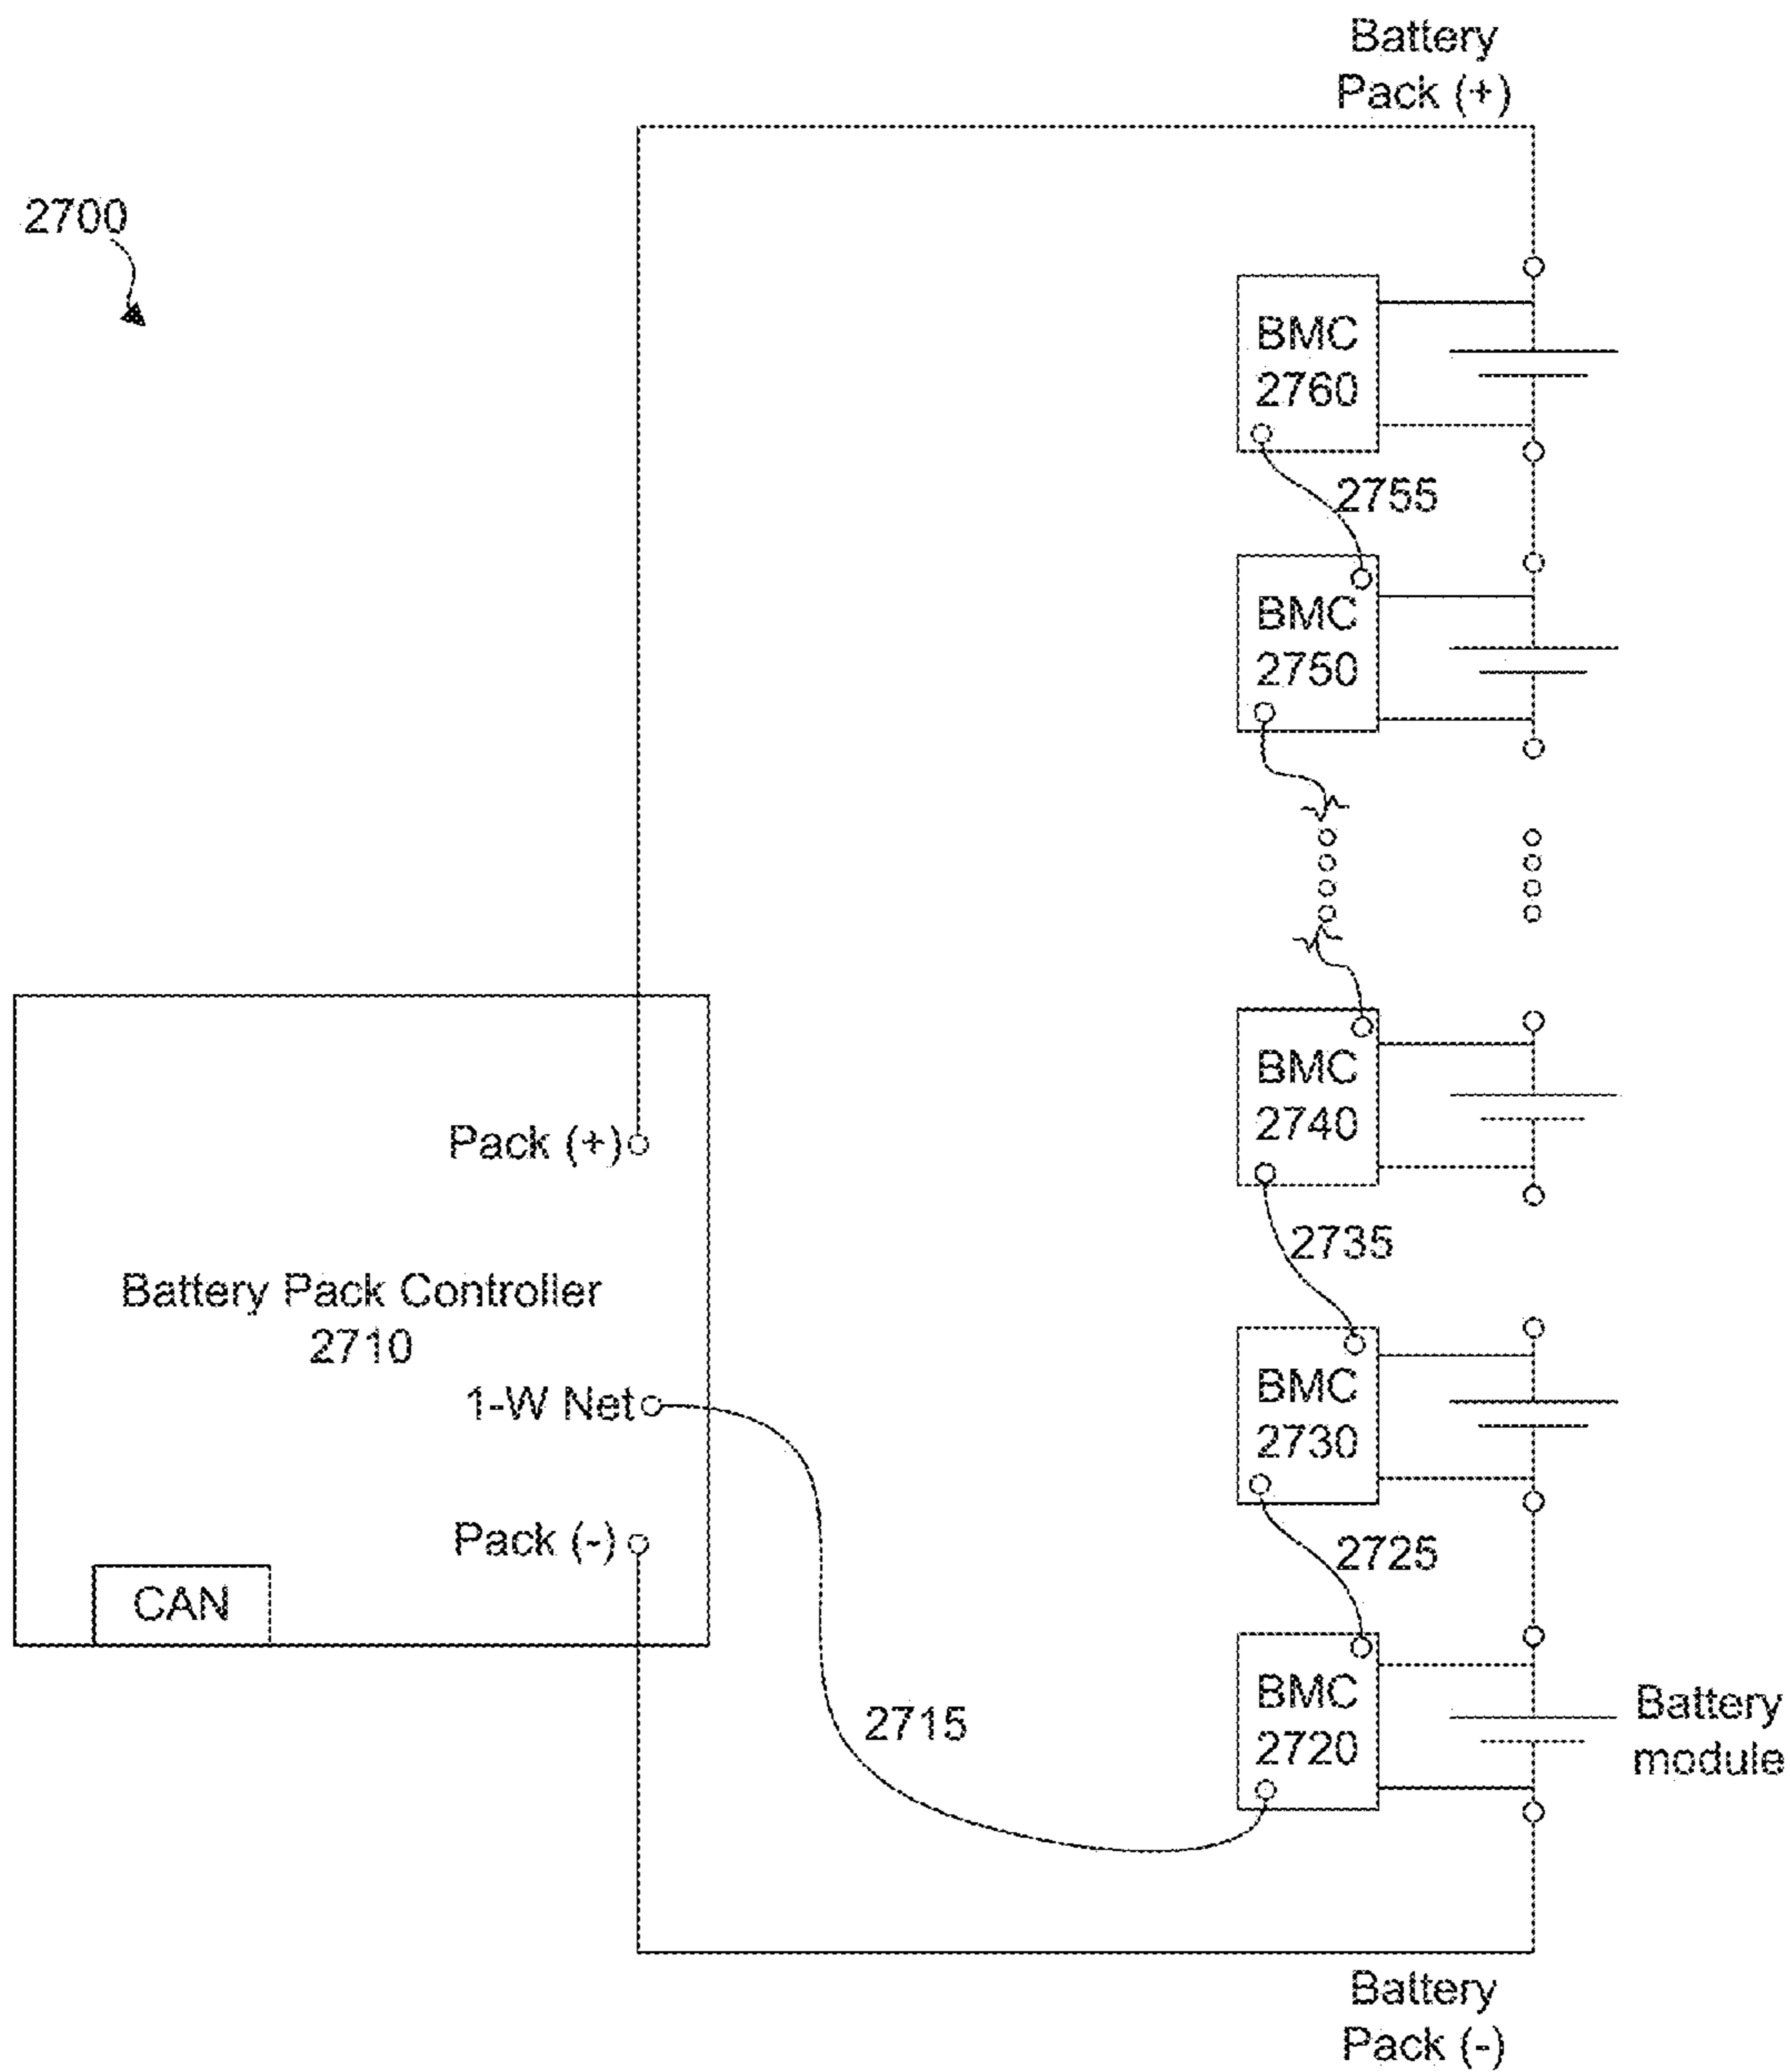 Battery
Pack (+)
2700
BMC
2760
2755
BMC
2750
BMC
2740
Pack (+)
2735
Battery Pack Controller
2710
1-W Net
BMC
2730
Pack (-)
2725
CAN
BMC
2720
Battery
module
2715
Battery
Pack (-)